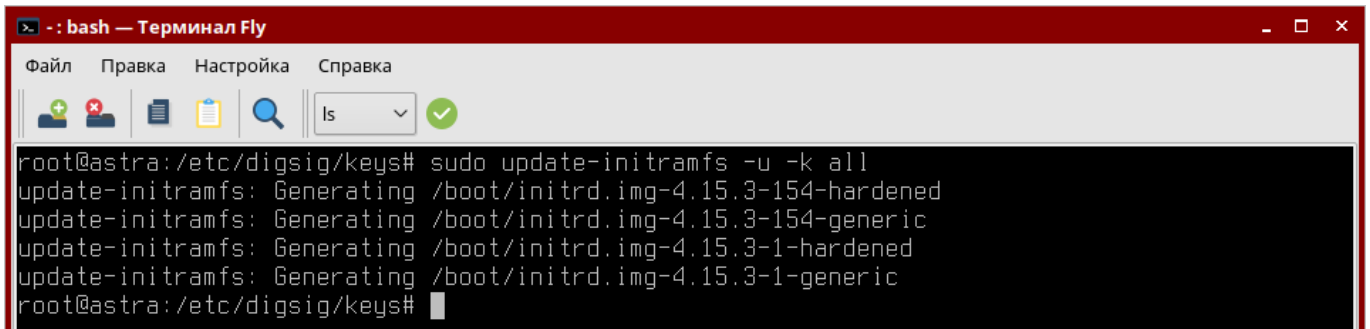 - : bash — Терминал Fly
Файл Правка Настройка Справка
ls
root@astra:/etc/digsig/keys# sudo update-initramfs -u -k all
update-initramfs: Generating /boot/initrd.img-4.15.3-154-hardened
update-initramfs: Generating /boot/initrd.img-4.15.3-154-generic
update-initramfs: Generating /boot/initrd.img-4.15.3-1-hardened
update-initramfs: Generating /boot/initrd.img-4.15.3-1-generic
root@astra:/etc/digsig/keys#